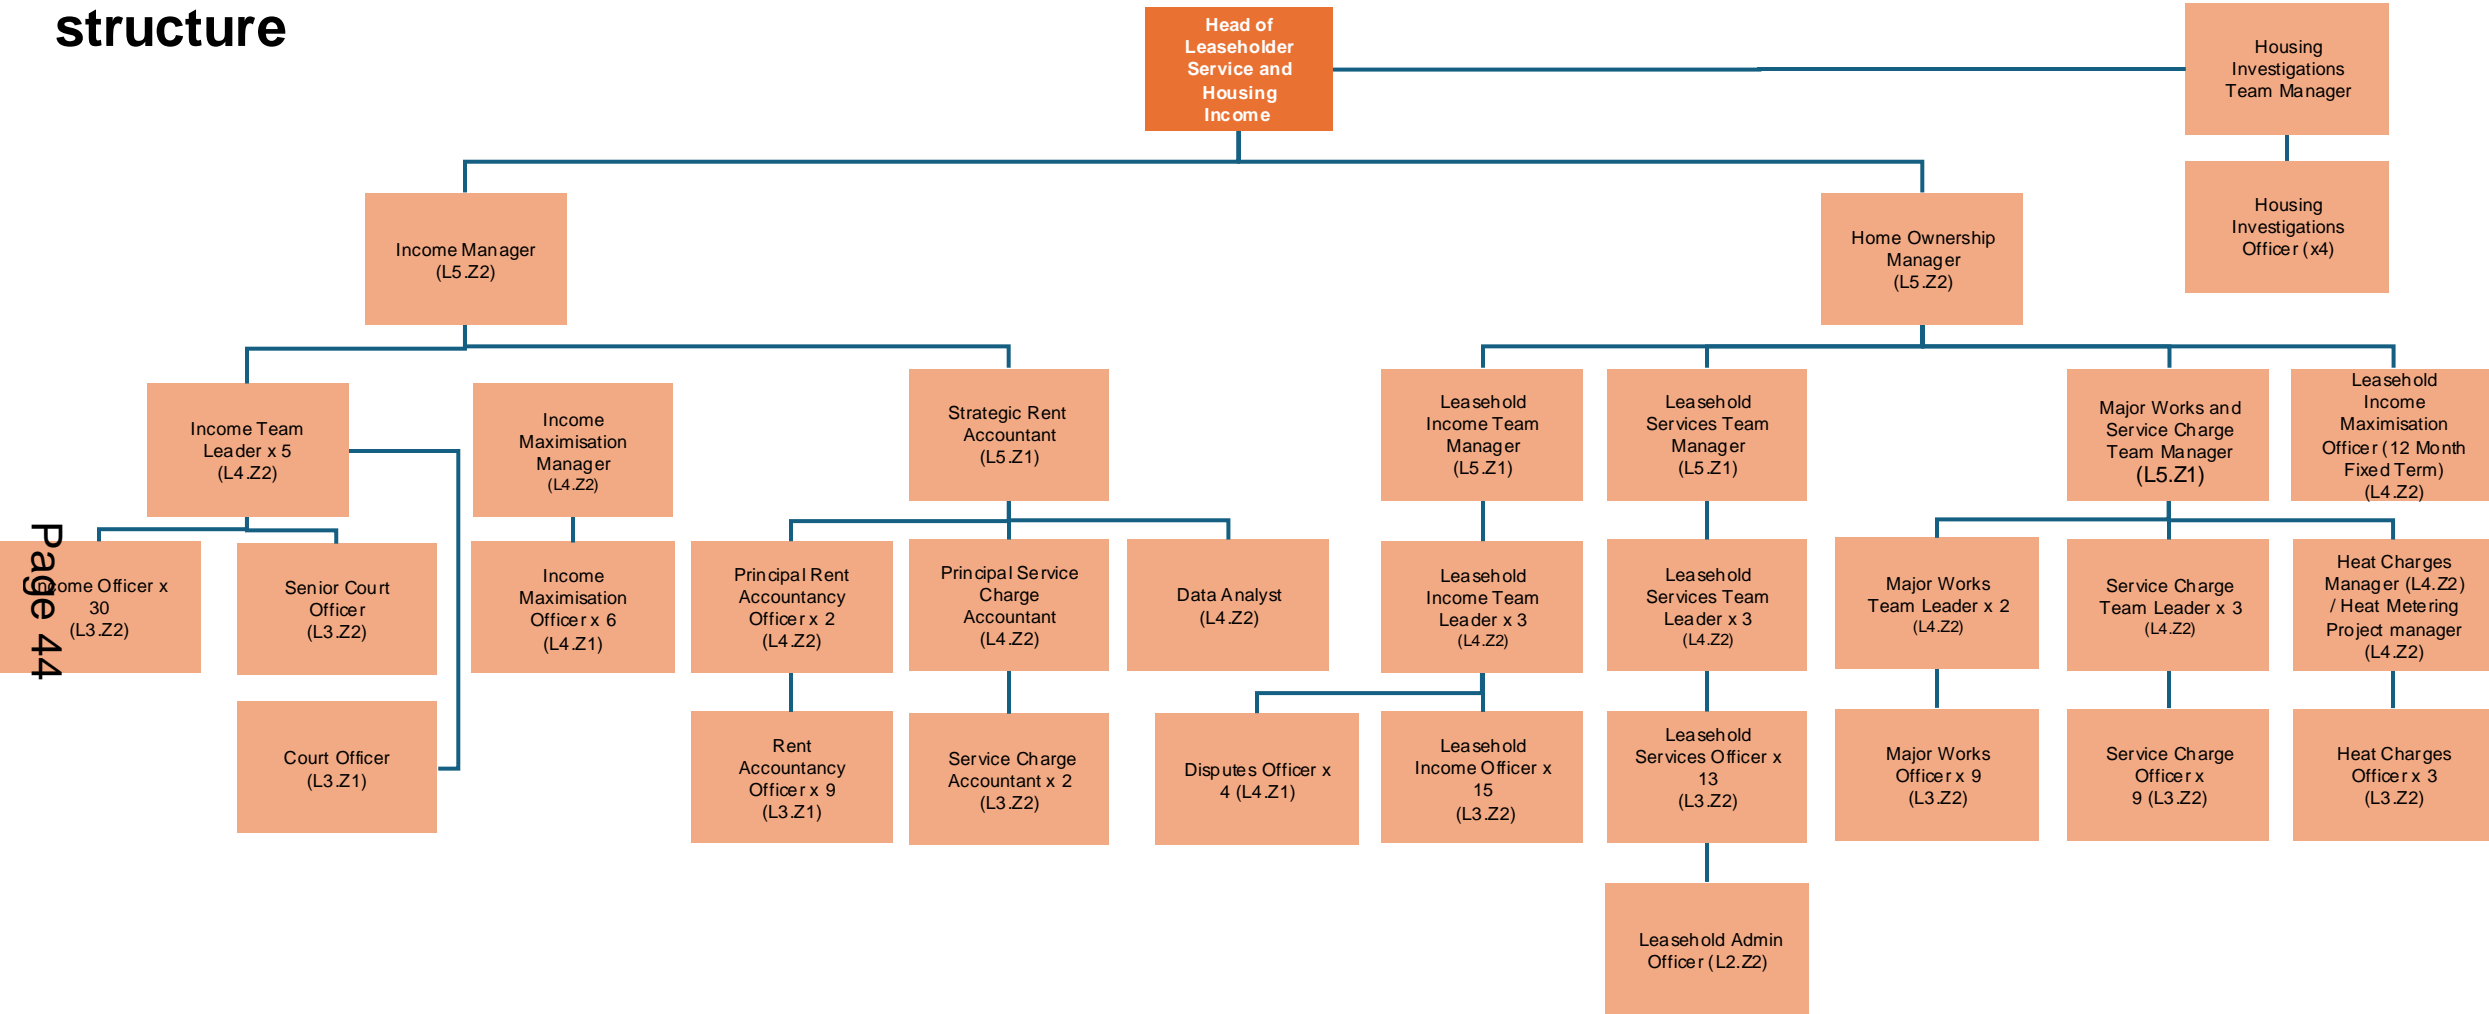 structure
Head of
Leaseholder
Service and
Housing
Income
Housing
Investigations
Team Manager
Housing
Investigations
Officer (x4)
Income Manager
(L5.Z2)
Home Ownership
Manager
(L5.Z2)
Income Team
Leader x 5
(L4.Z2)
Income
Maximisation
Manager
(L4.Z2)
Strategic Rent
Accountant
(L5.Z1)
Leasehold
Income Team
Manager
(L5.Z1)
Leasehold
Services Team
Manager
(L5.Z1)
Major Works and
Service Charge
Team Manager
(L5.Z1)
Leasehold
Income
Maximisation
Officer (12 Month
Fixed Term)
(L4.Z2)
Page 44
Income Officer x
30
(L3.Z2)
Senior Court
Officer
(L3.Z2)
Income
Maximisation
Officer x 6
(L4.Z1)
Principal Rent
Accountancy
Officer x 2
(L4.Z2)
Principal Service
Charge
Accountant
(L4.Z2)
Data Analyst
(L4.Z2)
Leasehold
Income Team
Leader x 3
(L4.Z2)
Leasehold
Services Team
Leader x 3
(L4.Z2)
Major Works
Team Leader x 2
(L4.Z2)
Service Charge
Team Leader x 3
(L4.Z2)
Heat Charges
Manager (L4.Z2)
/ Heat Metering
Project manager
(L4.Z2)
Court Officer
(L3.Z1)
Rent
Accountancy
Officer x 9
(L3.Z1)
Service Charge
Accountant x 2
(L3.Z2)
Disputes Officer x
4 (L4.Z1)
Leasehold
Income Officer x
15
(L3.Z2)
Leasehold
Services Officer x
13
(L3.Z2)
Major Works
Officer x 9
(L3.Z2)
Service Charge
Officer x
9 (L3.Z2)
Heat Charges
Officer x 3
(L3.Z2)
Leasehold Admin
Officer (L2.Z2)